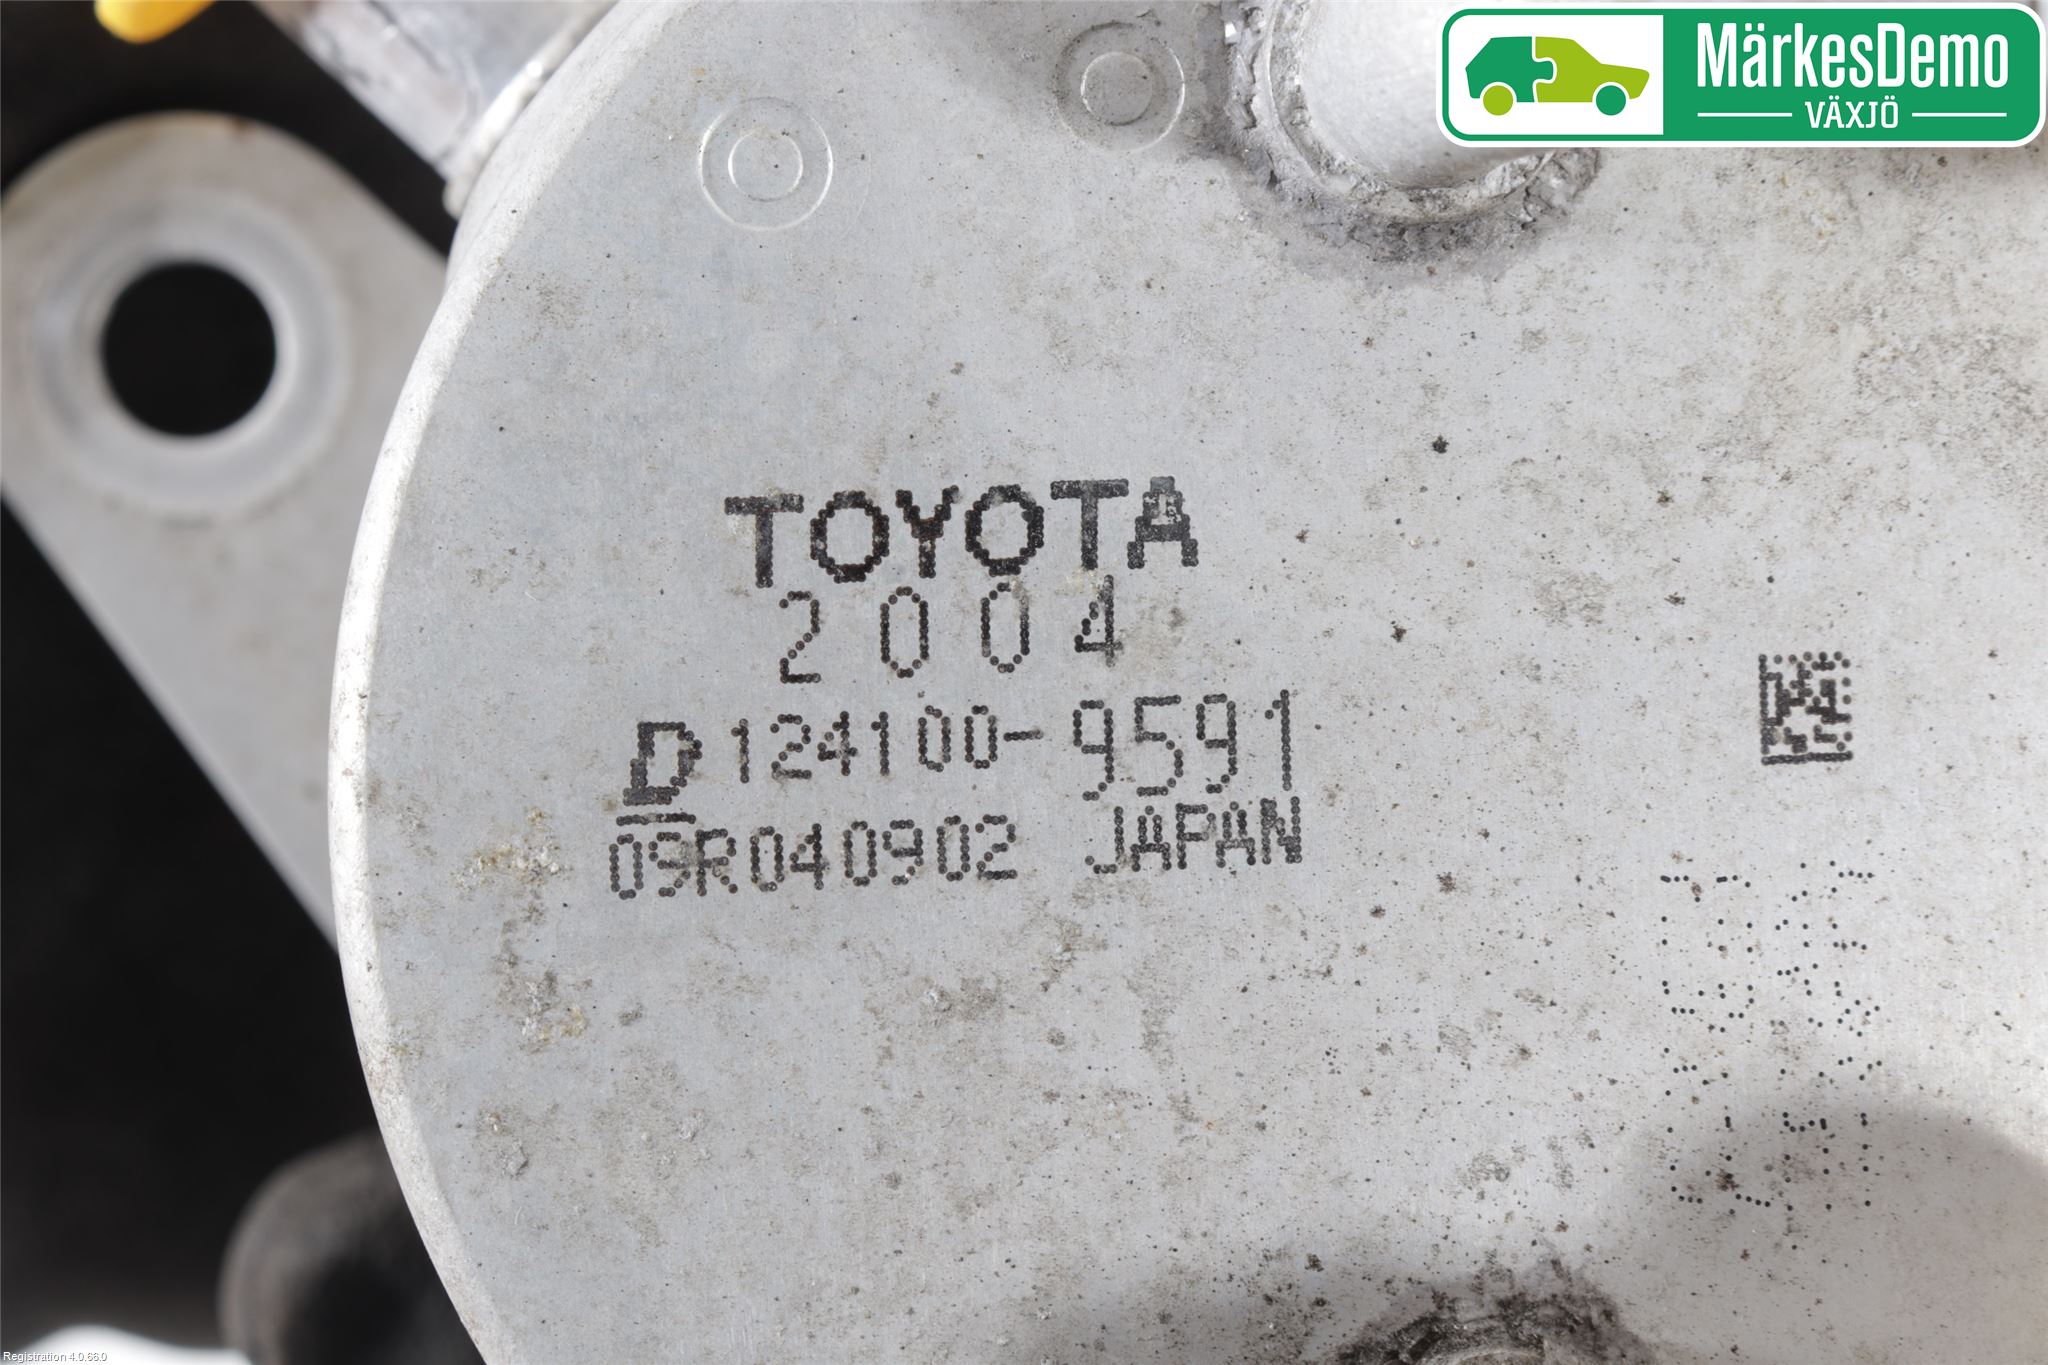 MärkesDemo
VÄXJÖ
TOYOTA
2004
D 124100-9591
09R040902 JAPAN
Registration 4.0.66.0